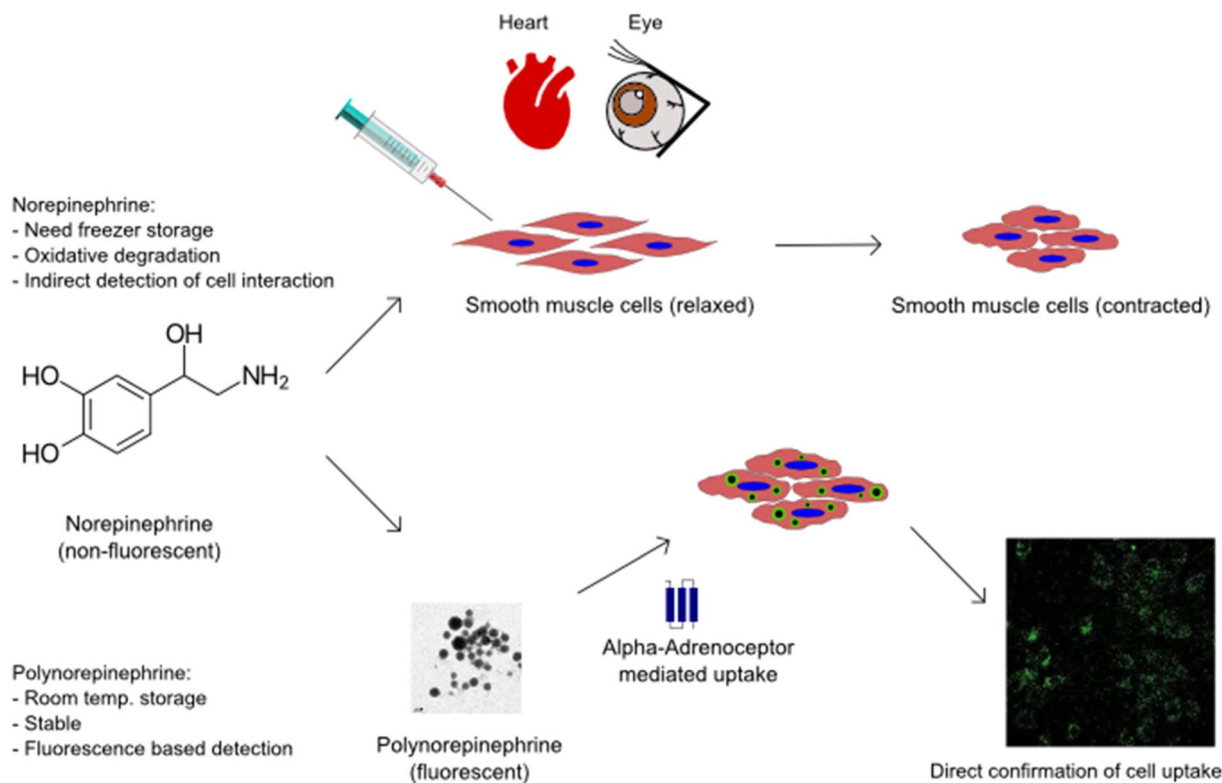 Heart
Eye
Norepinephrine:
- Need freezer storage
- Oxidative degradation
- Indirect detection of cell interaction
Smooth muscle cells (relaxed)
Smooth muscle cells (contracted)
OH
HO
NH2
HO
Norepinephrine
(non-fluorescent)
Alpha-Adrenoceptor
mediated uptake
Polynorepinephrine:
- Room temp. storage
- Stable
- Fluorescence based detection
Polynorepinephrine
(fluorescent)
Direct confirmation of cell uptake